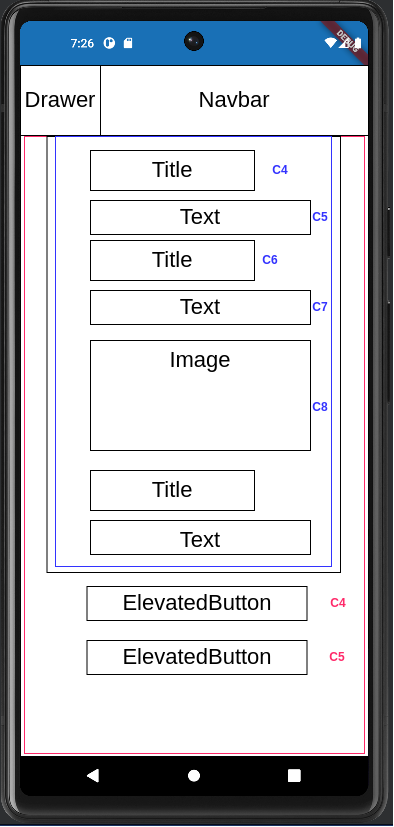 7:26
DEBUG
Drawer
Navbar
Title
C4
Text
C5
Title
C6
Text
C7
Image
C8
Title
Text
ElevatedButton
C4
ElevatedButton
C5